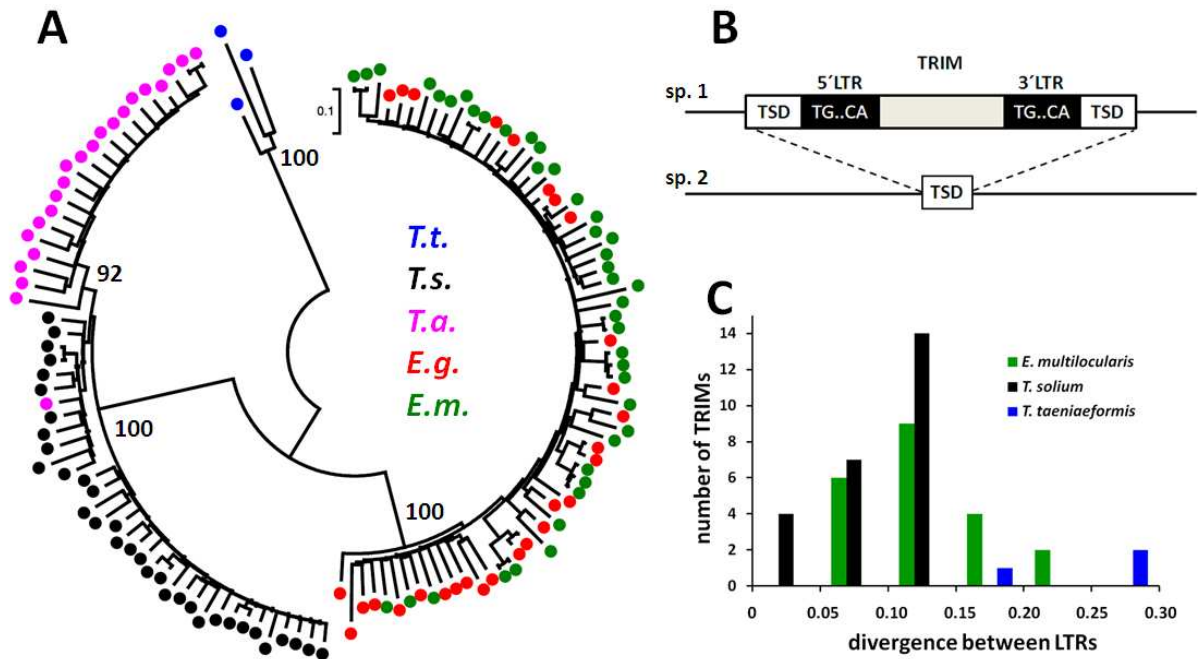 A
0.1
100
92
100
100
T.t.
T.s.
T.a.
E.g.
E.m.
B
TRIM
5´LTR 3´LTR
sp. 1
TSD TG..CA TG..CA TSD
sp. 2
TSD
C
number of TRIMs
14
12
10
8
6
4
2
0
E. multilocularis
T. solium
T. taeniaeformis
0 0.05 0.10 0.15 0.20 0.25 0.30
divergence between LTRs